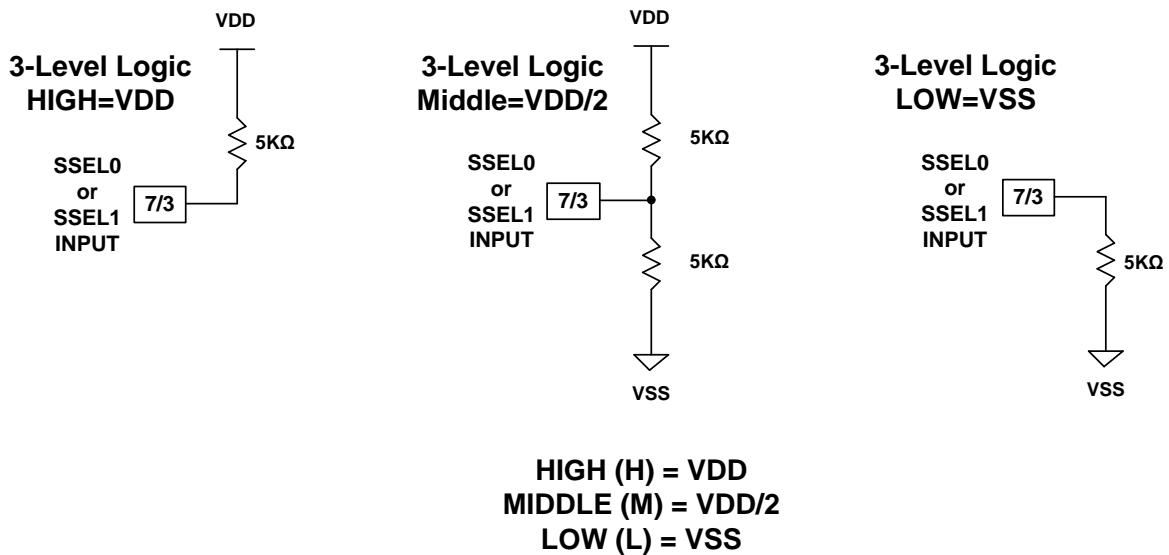 VDD
3-Level Logic
HIGH=VDD
5KΩ
SSEL0
or
SSEL1
INPUT
7/3
VDD
3-Level Logic
Middle=VDD/2
5KΩ
SSEL0
or
SSEL1
INPUT
7/3
5KΩ
VSS
3-Level Logic
LOW=VSS
SSEL0
or
SSEL1
INPUT
7/3
5KΩ
VSS
HIGH (H) = VDD
MIDDLE (M) = VDD/2
LOW (L) = VSS